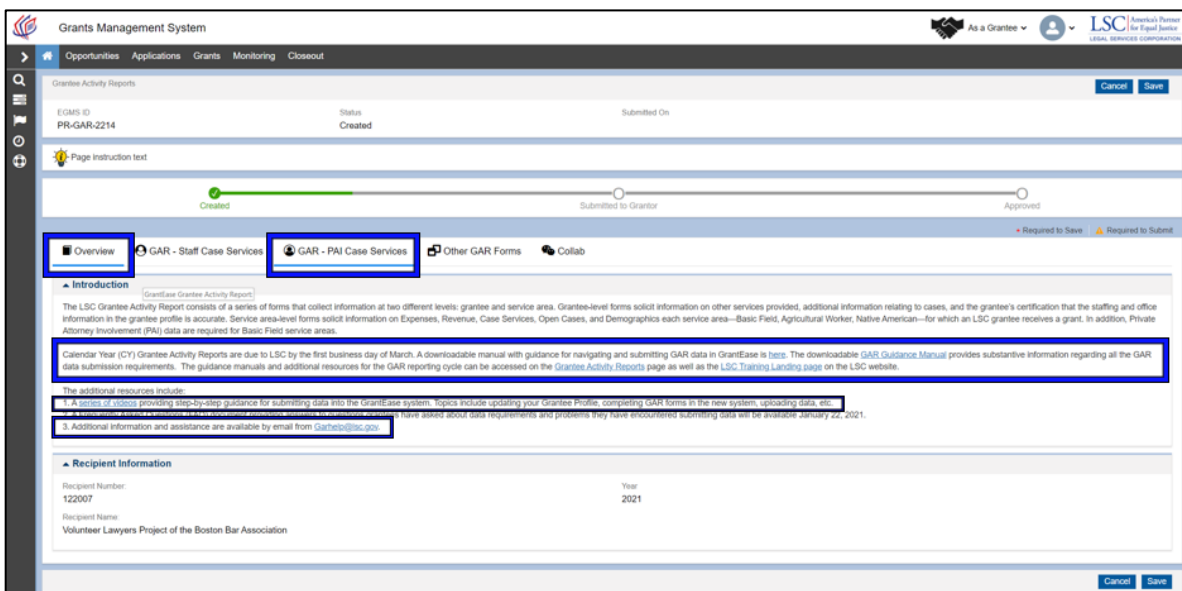 Grants Management System
As a Grantee
LSC America's Partner for Equal Justice
LEGAL SERVICES CORPORATION
Opportunities Applications Grants Monitoring Closeout
Grantee Activity Reports
Cancel Save
EGMS ID Status Submitted On
PR-GAR-2214 Created
Page instruction text
Created Submitted to Grantor Approved
+ Required to Save Required to Submit
Overview GAR - Staff Case Services GAR - PAI Case Services Other GAR Forms Collab
Introduction
GrantEase Grantee Activity Report
The LSC Grantee Activity Report consists of a series of forms that collect information at two different levels: grantee and service area. Grantee-level forms solicit information on other services provided, additional information relating to cases, and the grantee's certification that the staffing and office
information in the grantee profile is accurate. Service area-level forms solicit information on Expenses, Revenue, Case Services, Open Cases, and Demographics each service area—Basic Field, Agricultural Worker, Native American—for which an LSC grantee receives a grant. In addition, Private
Attorney Involvement (PAI) data are required for Basic Field service areas.
Calendar Year (CY) Grantee Activity Reports are due to LSC by the first business day of March. A downloadable manual with guidance for navigating and submitting GAR data in GrantEase is here. The downloadable GAR Guidance Manual provides substantive information regarding all the GAR
data submission requirements. The guidance manuals and additional resources for the GAR reporting cycle can be accessed on the Grantee Activity Reports page as well as the LSC Training Landing page on the LSC website.
The additional resources include:
1. A series of videos providing step-by-step guidance for submitting data into the GrantEase system. Topics include updating your Grantee Profile, completing GAR forms in the new system, uploading data, etc.
2. A Frequently Asked Questions (FAQ) document providing answers to questions grantees have asked about data requirements and problems they have encountered submitting data will be available January 22, 2021.
3. Additional information and assistance are available by email from Garhelp@lsc.gov.
Recipient Information
Recipient Number: Year
122007 2021
Recipient Name:
Volunteer Lawyers Project of the Boston Bar Association
Cancel Save